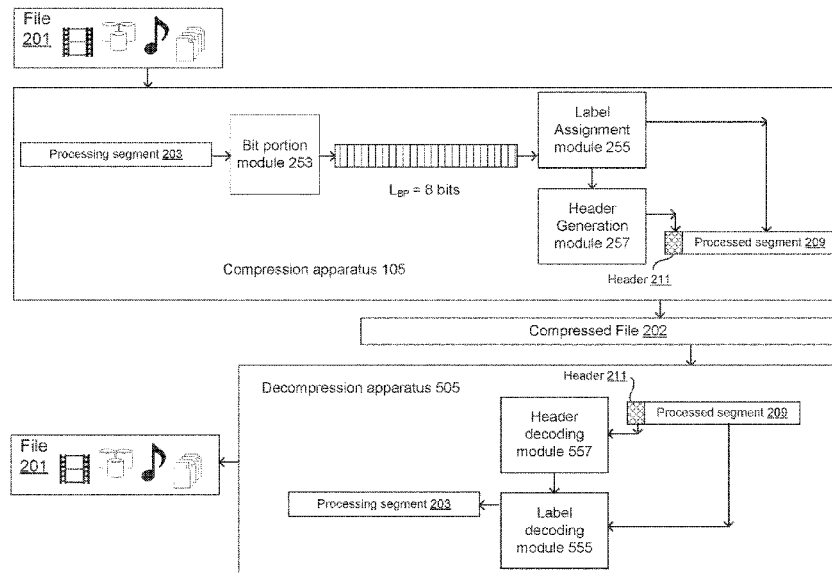 File
201
Processing segment 203
Bit portion
module 253
L_BP = 8 bits
Label
Assignment
module 255
Header
Generation
module 257
Processed segment 209
Header 211
Compression apparatus 105
Compressed File 202
Decompression apparatus 505
Header 211
Processed segment 209
Header
decoding
module 557
File
201
Processing segment 203
Label
decoding
module 555